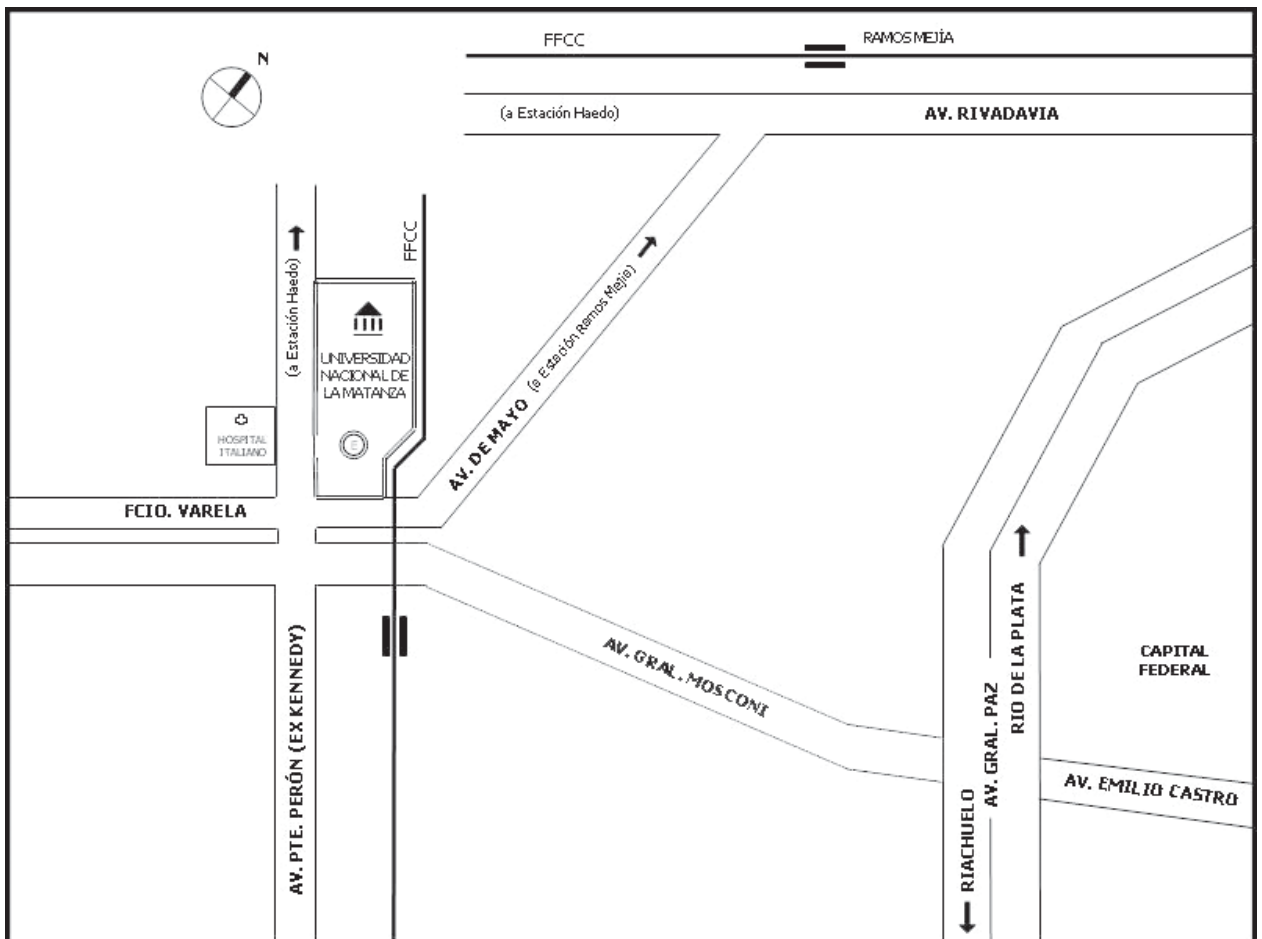 FFCC
RAMOS MEJÍA
N
(a Estación Haedo)
AV. RIVADAVIA
FFCC
(a Estación Haedo)
UNIVERSIDAD
NACIONAL DE
LA MATANZA
E
HOSPITAL
ITALIANO
AV. DE MAYO (a Estación Ramos Mejia)
FCIO. VARELA
AV. PTE. PERÓN (EX KENNEDY)
AV. GRAL. MOSCONI
RIACHUELO
AV. GRAL. PAZ
RIO DE LA PLATA
CAPITAL
FEDERAL
AV. EMILIO CASTRO